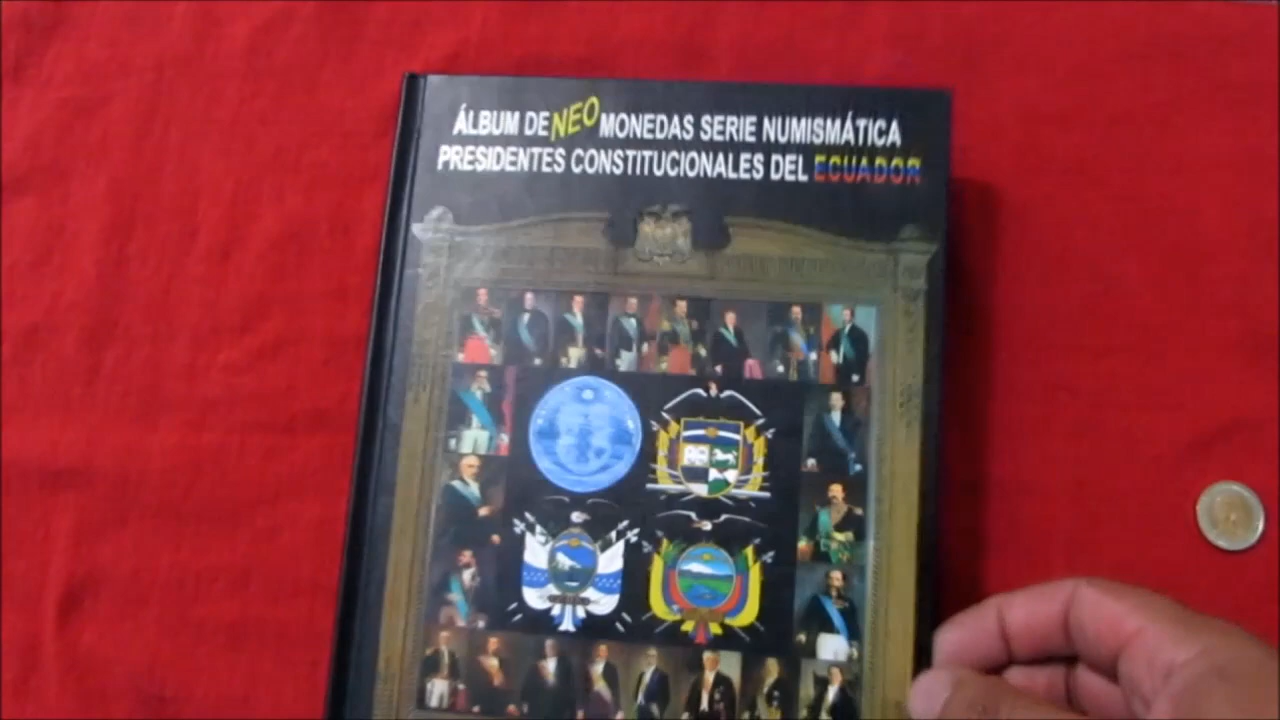 ÁLBUM DE NEO MONEDAS SERIE NUMISMÁTICA
PRESIDENTES CONSTITUCIONALES DEL ECUADOR